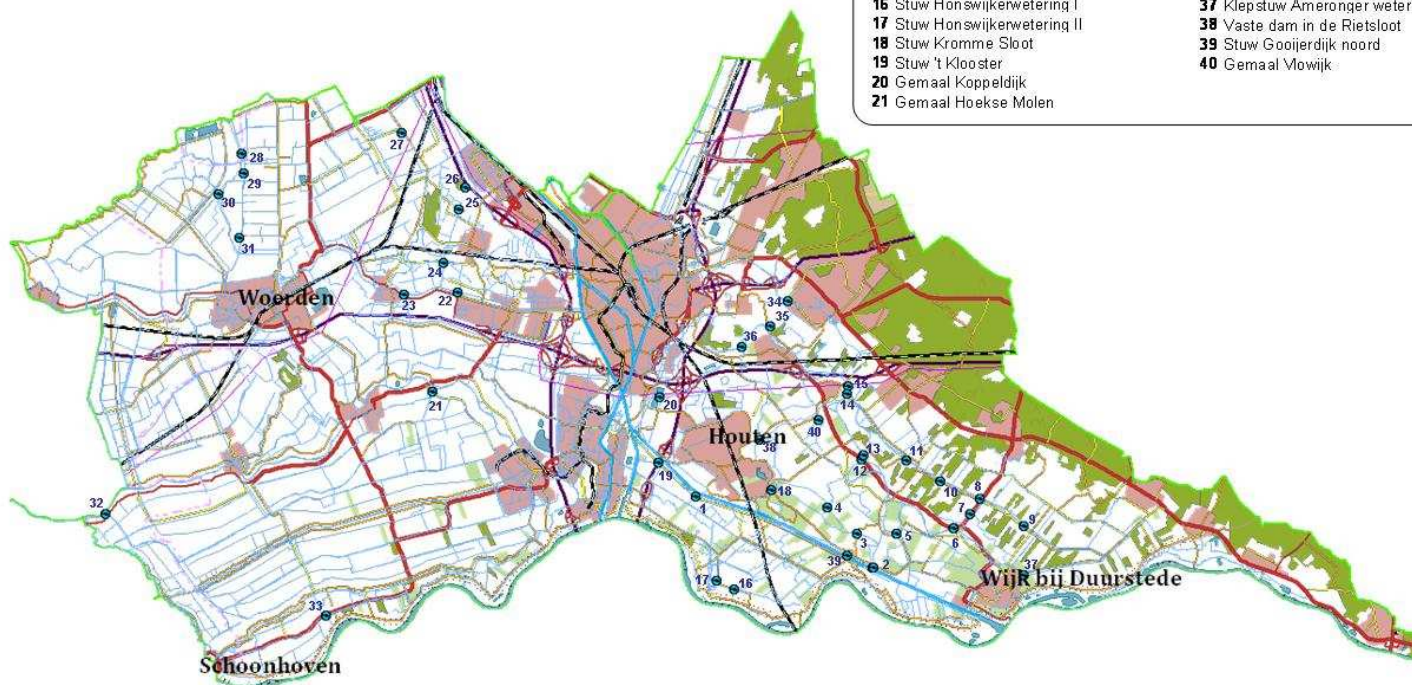 16 Stuw Honswijkerwetering I
17 Stuw Honswijkerwetering II
18 Stuw Kromme Sloot
19 Stuw 't Klooster
20 Gemaal Koppeldijk
21 Gemaal Hoekse Molen
37 Klepstuw Ameronger weter
38 Vaste dam in de Rietsloot
39 Stuw Gooijerdijk noord
40 Gemaal Vlowijk
27
28
29
26
30
25
31
24
Woerden
23
22
34
35
36
21
20
15
14
40
Houten
38
13
12
11
19
18
10
1
4
8
7
9
32
3
5
6
39
2
37
Wijk bij Duurstede
17
16
33
Schoonhoven